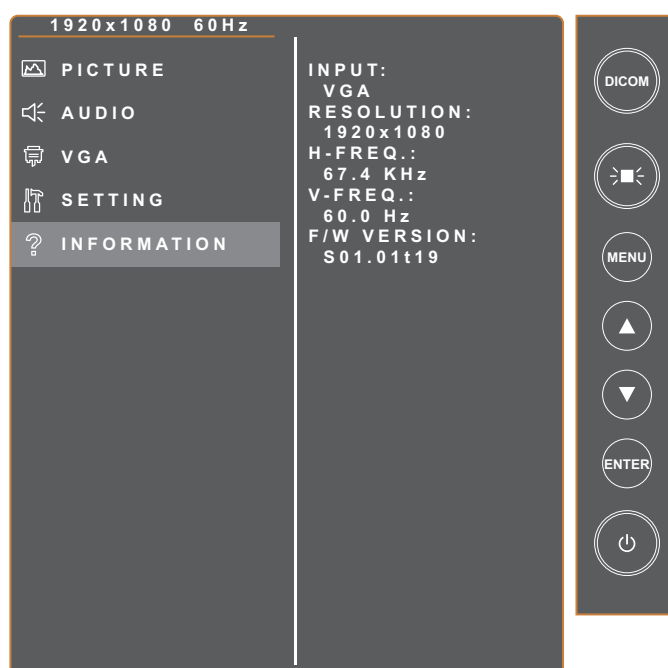 1920x1080 60Hz
PICTURE
AUDIO
VGA
SETTING
INFORMATION
INPUT:
VGA
RESOLUTION:
1920x1080
H-FREQ.:
67.4 KHz
V-FREQ.:
60.0 Hz
F/W VERSION:
S01.01t19
DICOM
MENU
ENTER